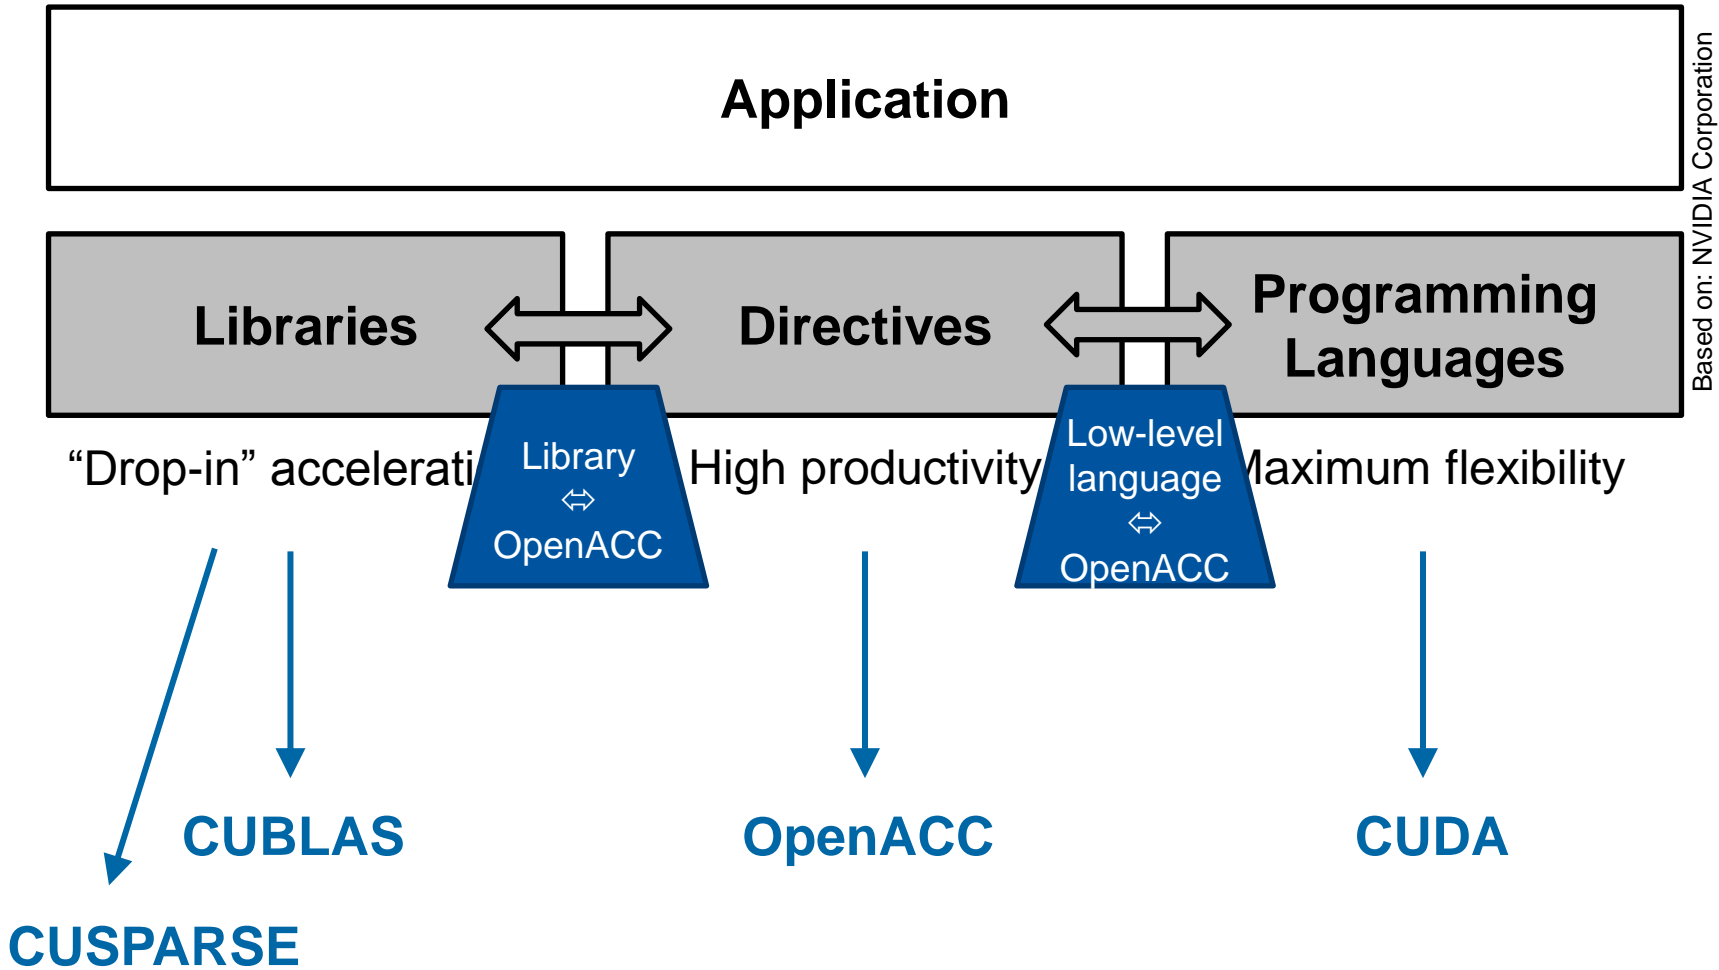 Application
Based on: NVIDIA Corporation
Libraries
Directives
Programming
Languages
“Drop-in” accelerati
High productivity
Maximum flexibility
Library
⇔
OpenACC
Low-level
language
⇔
OpenACC
CUBLAS
OpenACC
CUDA
CUSPARSE